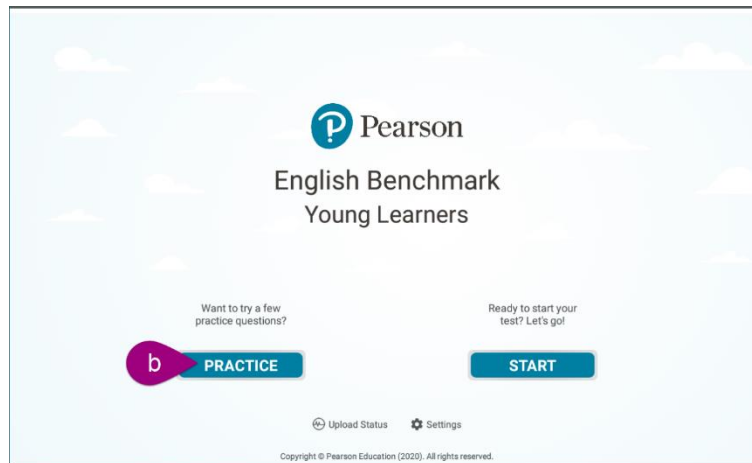 Pearson
English Benchmark
Young Learners
Want to try a few
practice questions?
b
PRACTICE
Ready to start your
test? Let's go!
START
Upload Status
Settings
Copyright © Pearson Education (2020). All rights reserved.